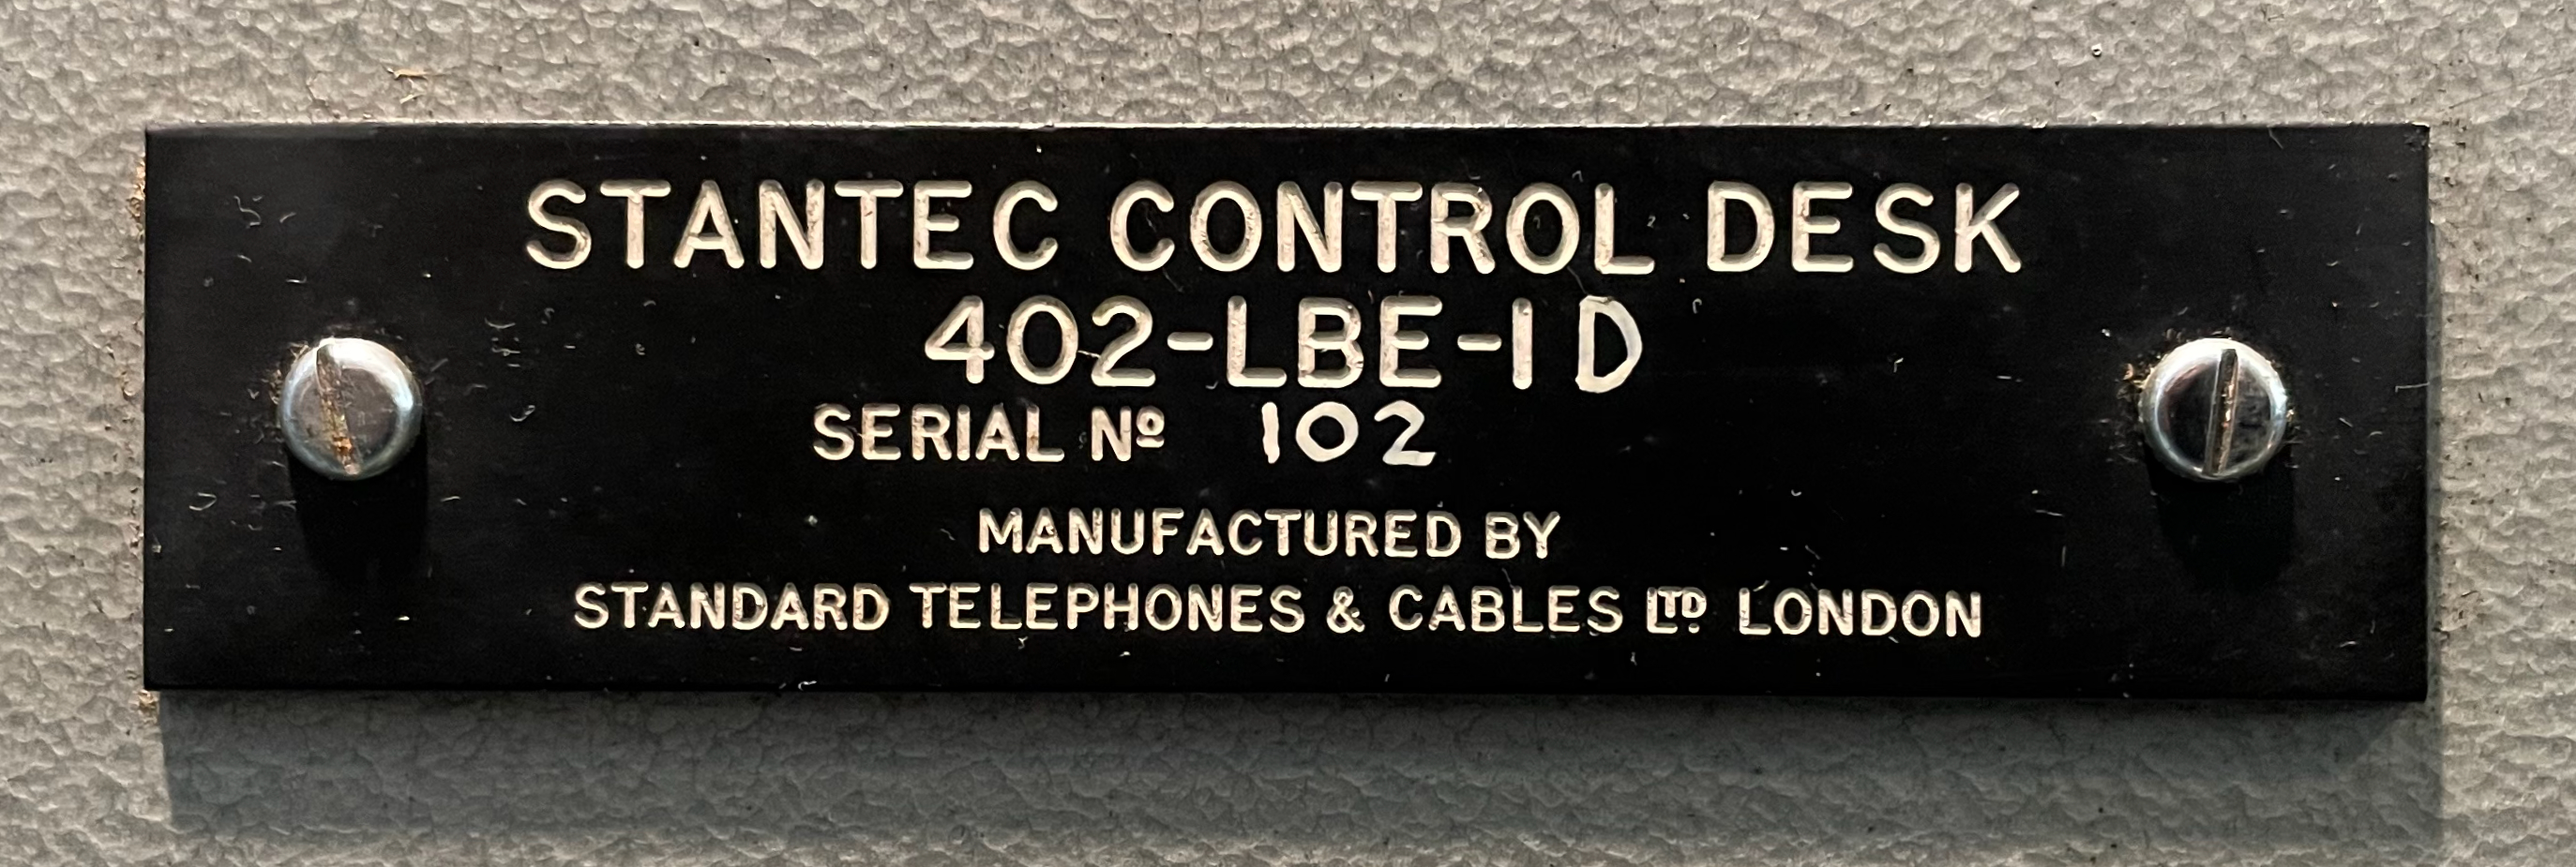 STANTEC CONTROL DESK
402-LBE-1D
SERIAL Nº 102
MANUFACTURED BY
STANDARD TELEPHONES & CABLES LTD LONDON